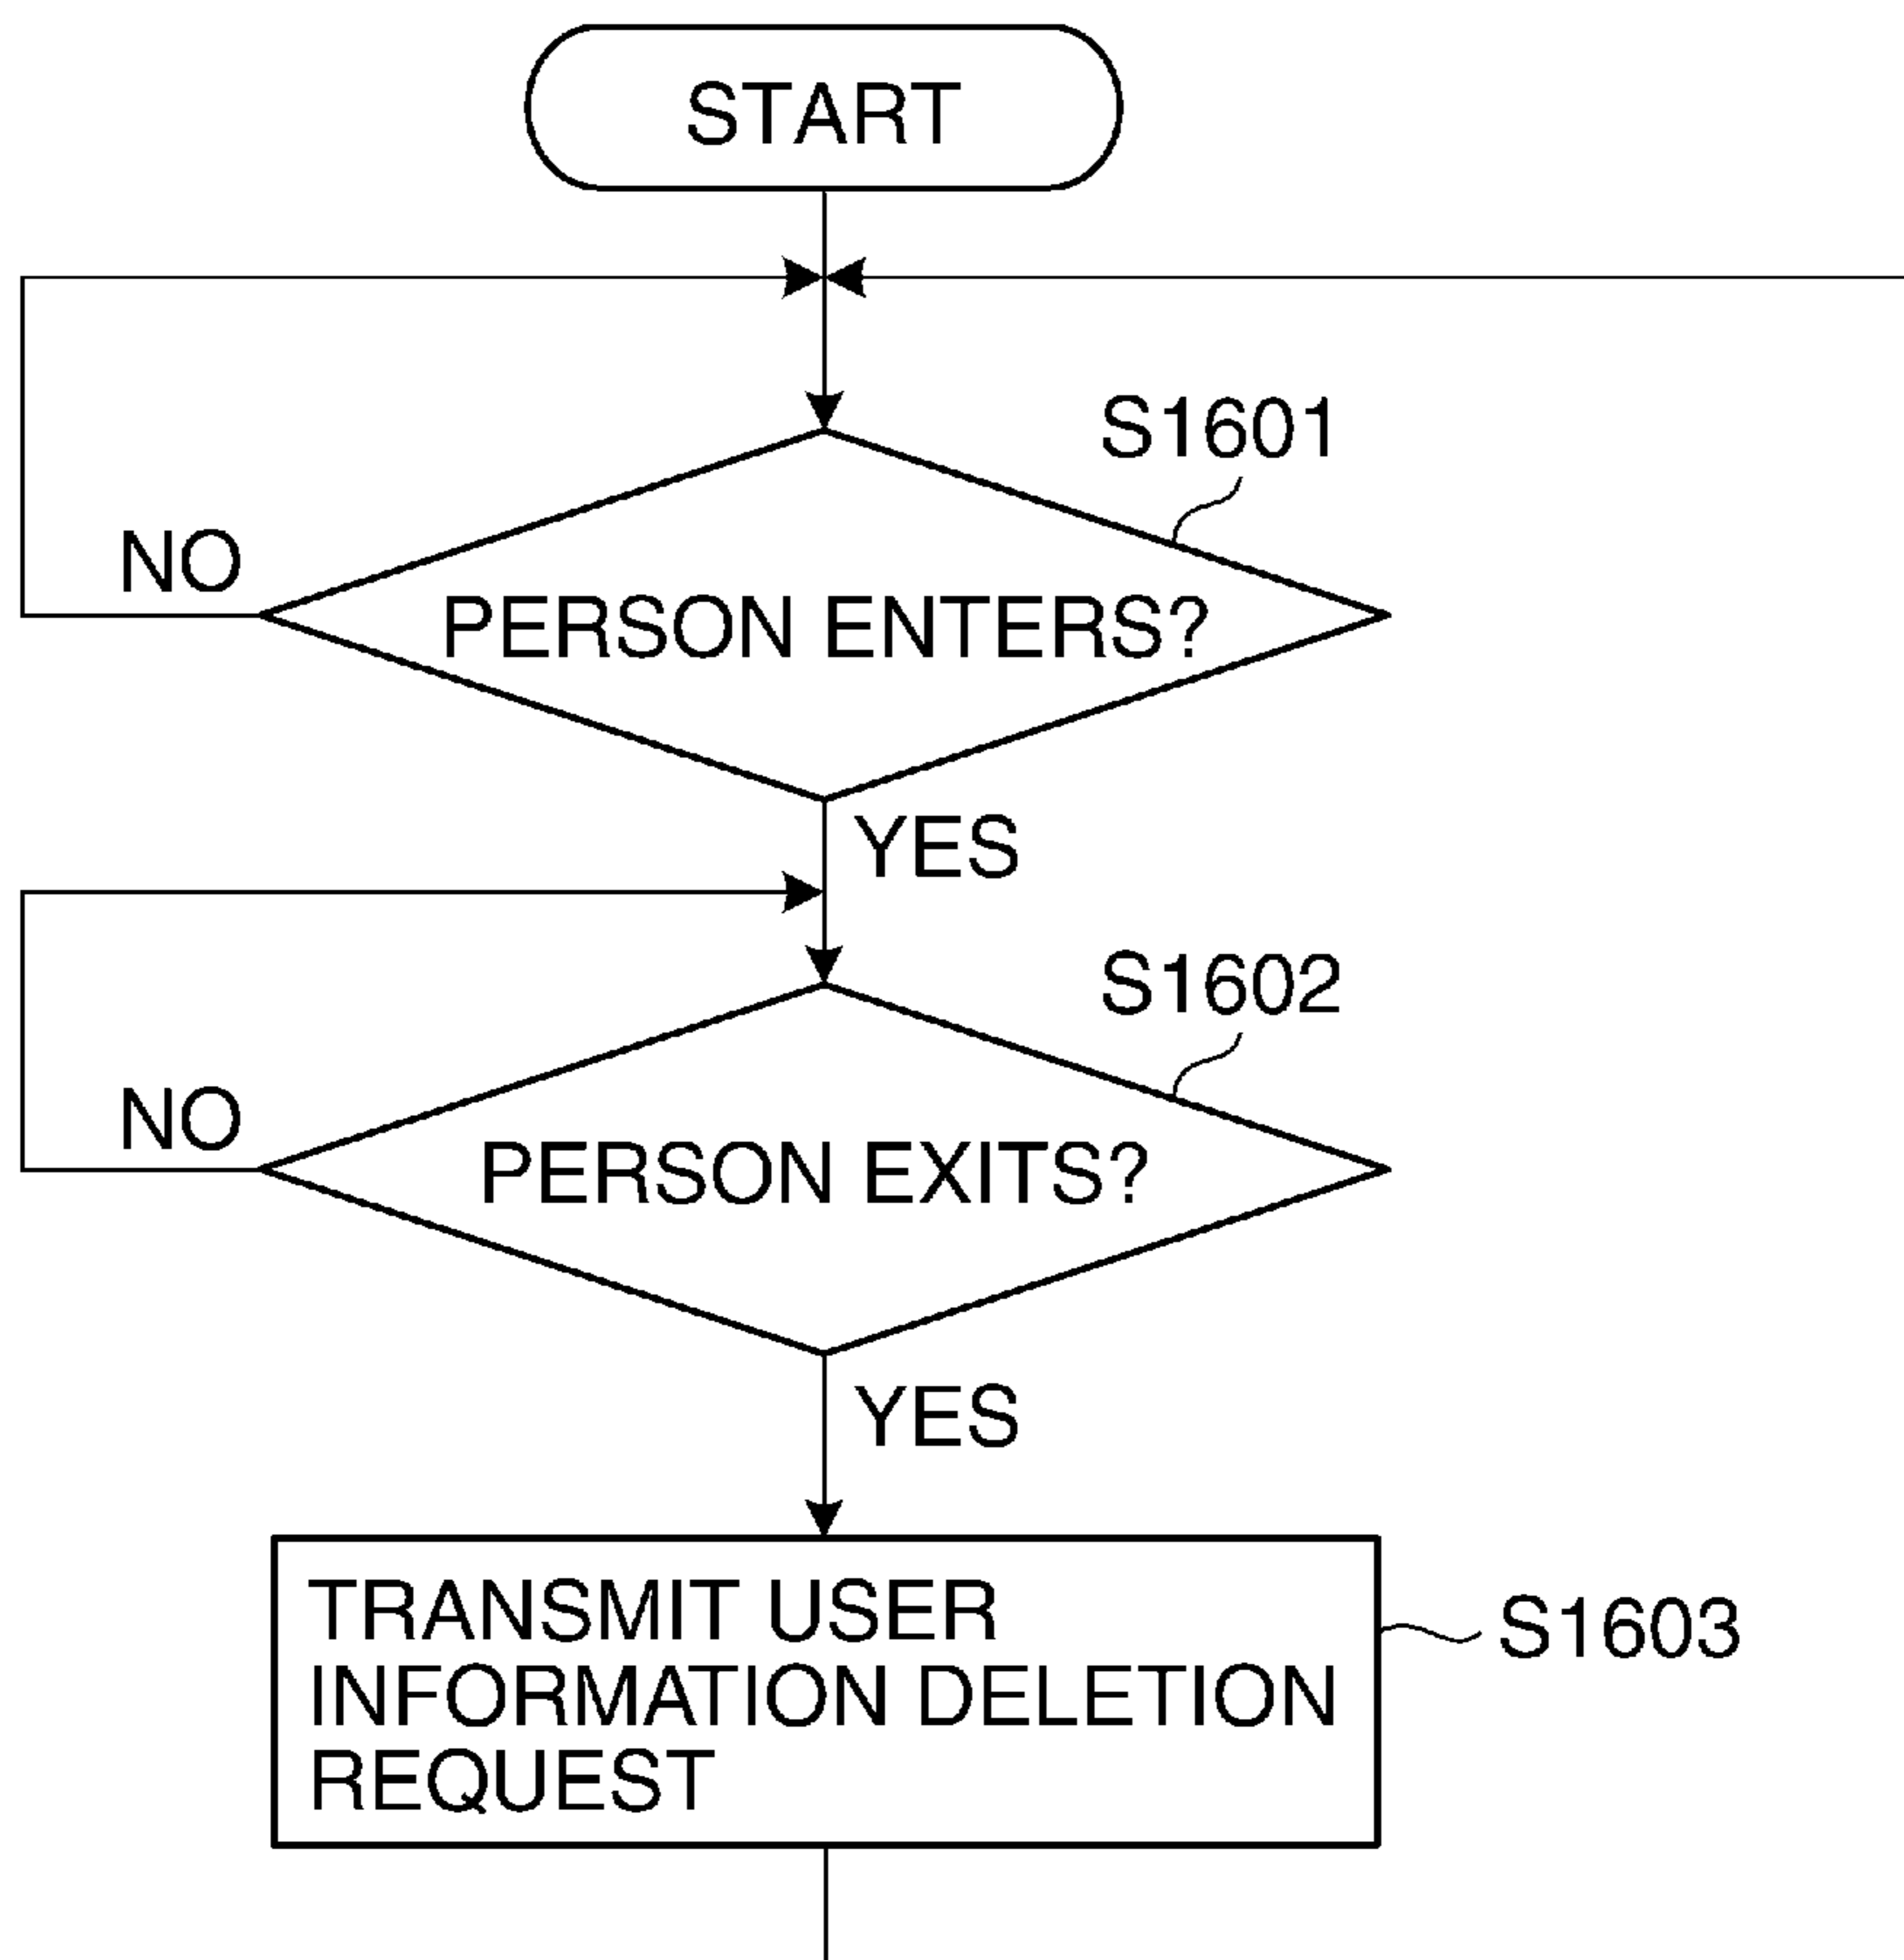 START
S1601
NO
PERSON ENTERS?
YES
S1602
NO
PERSON EXITS?
YES
TRANSMIT USER
INFORMATION DELETION
REQUEST
S1603